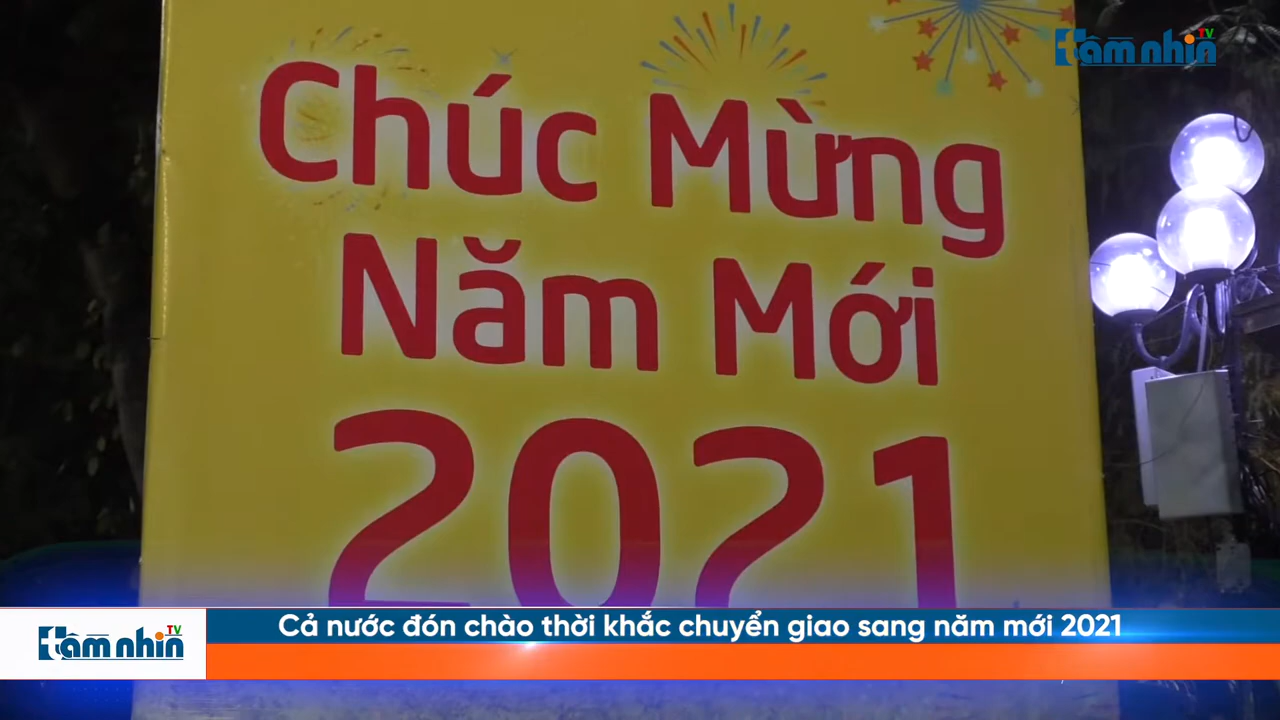 tầm nhìn TV
Chúc Mừng
Năm Mới
2021
Cả nước đón chào thời khắc chuyển giao sang năm mới 2021
tầm nhìn TV